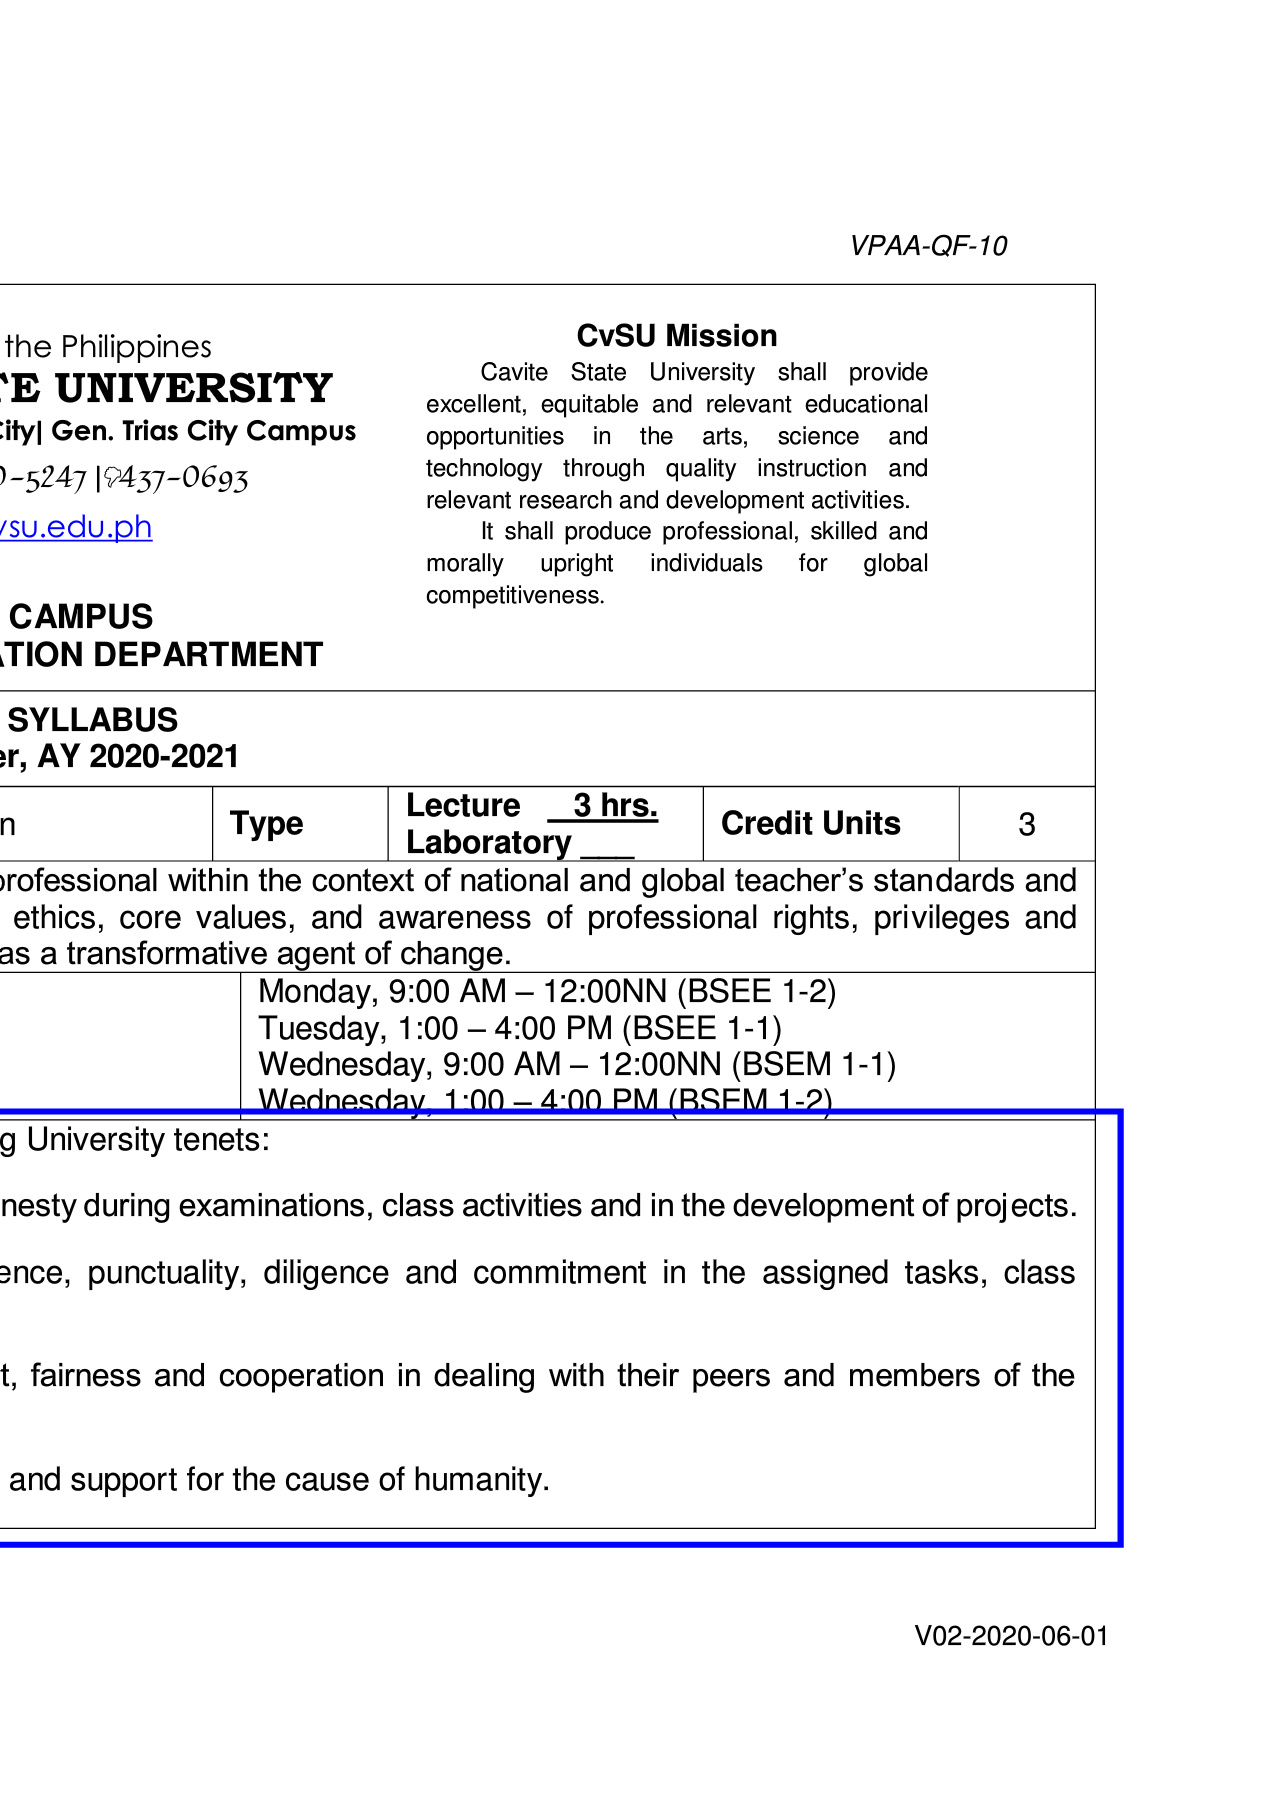 VPAA-QF-10
the Philippines
TE UNIVERSITY
City| Gen. Trias City Campus
-5247 |437-0693
vsu.edu.ph
CAMPUS
ATION DEPARTMENT
CvSU Mission
Cavite State University shall provide
excellent, equitable and relevant educational
opportunities in the arts, science and
technology through quality instruction and
relevant research and development activities.
It shall produce professional, skilled and
morally upright individuals for global
competitiveness.
SYLLABUS
er, AY 2020-2021
n
Type
Lecture 3 hrs.
Laboratory ___
Credit Units
3
professional within the context of national and global teacher’s standards and
ethics, core values, and awareness of professional rights, privileges and
as a transformative agent of change.
Monday, 9:00 AM – 12:00NN (BSEE 1-2)
Tuesday, 1:00 – 4:00 PM (BSEE 1-1)
Wednesday, 9:00 AM – 12:00NN (BSEM 1-1)
Wednesday, 1:00 – 4:00 PM (BSEM 1-2)
g University tenets:
nesty during examinations, class activities and in the development of projects.
ence, punctuality, diligence and commitment in the assigned tasks, class
t, fairness and cooperation in dealing with their peers and members of the
and support for the cause of humanity.
V02-2020-06-01